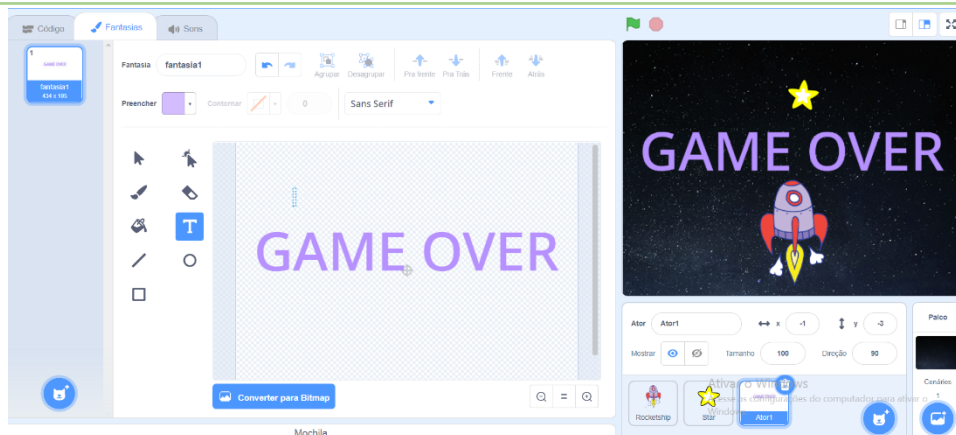 Código Fantasias Sons
1
GAME OVER
fantasia1
434 x 195
Fantasia fantasia1
Agrupar Desagrupar Pra frente Pra Trás Frente Atrás
Preencher Contornar 0 Sans Serif
T
GAME OVER
Converter para Bitmap
Mochila
GAME OVER
Ator Ator1 x -1 y -3
Mostrar Tamanho 100 Direção 90
Rocketship Star Ator1
Palco
Cenários
1
Ativar o Windows
Acesse as configurações do computador para ativar o
Windows